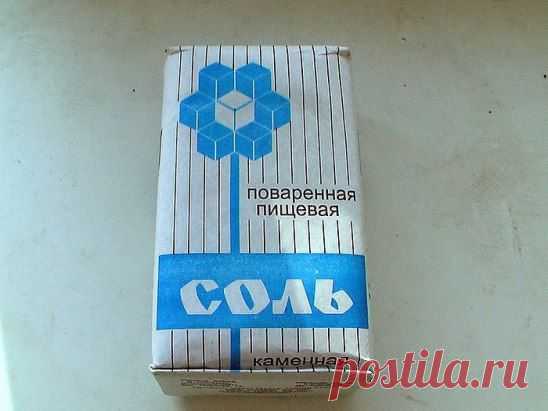 поваренная
пищевая
СОЛЬ
каменная
postila.ru